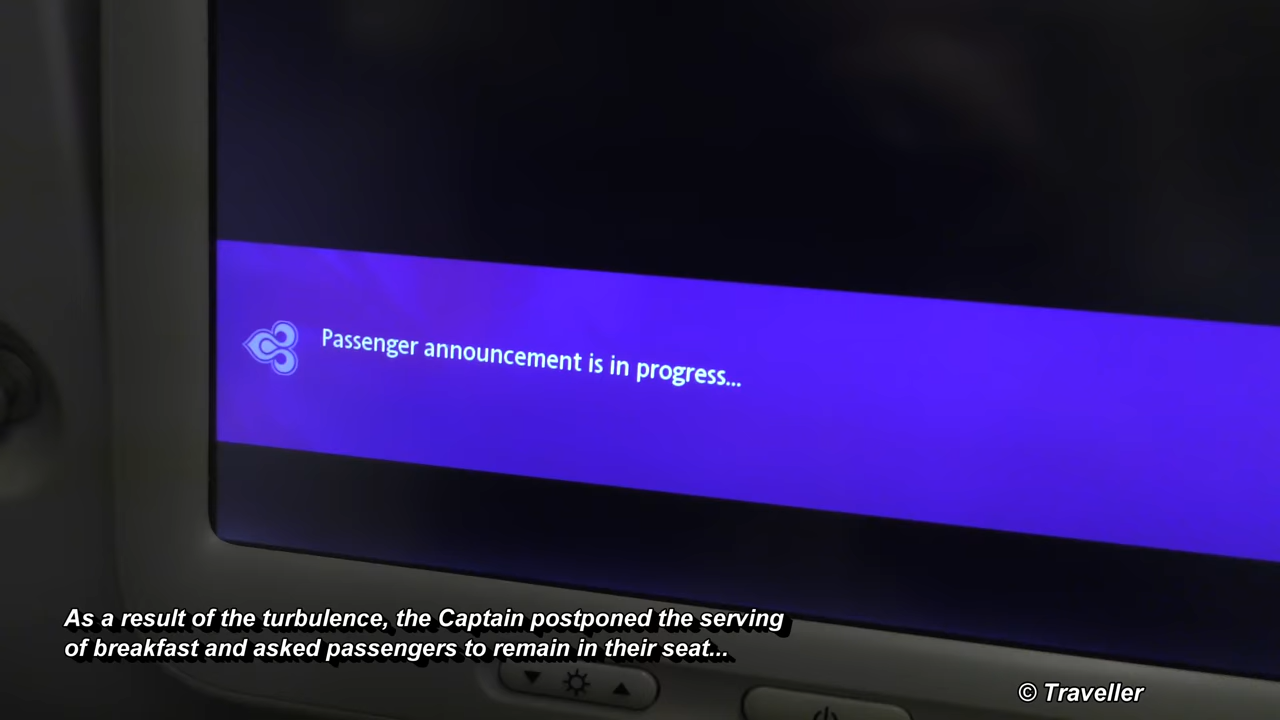 Passenger announcement is in progress...
As a result of the turbulence, the Captain postponed the serving
of breakfast and asked passengers to remain in their seat...
© Traveller